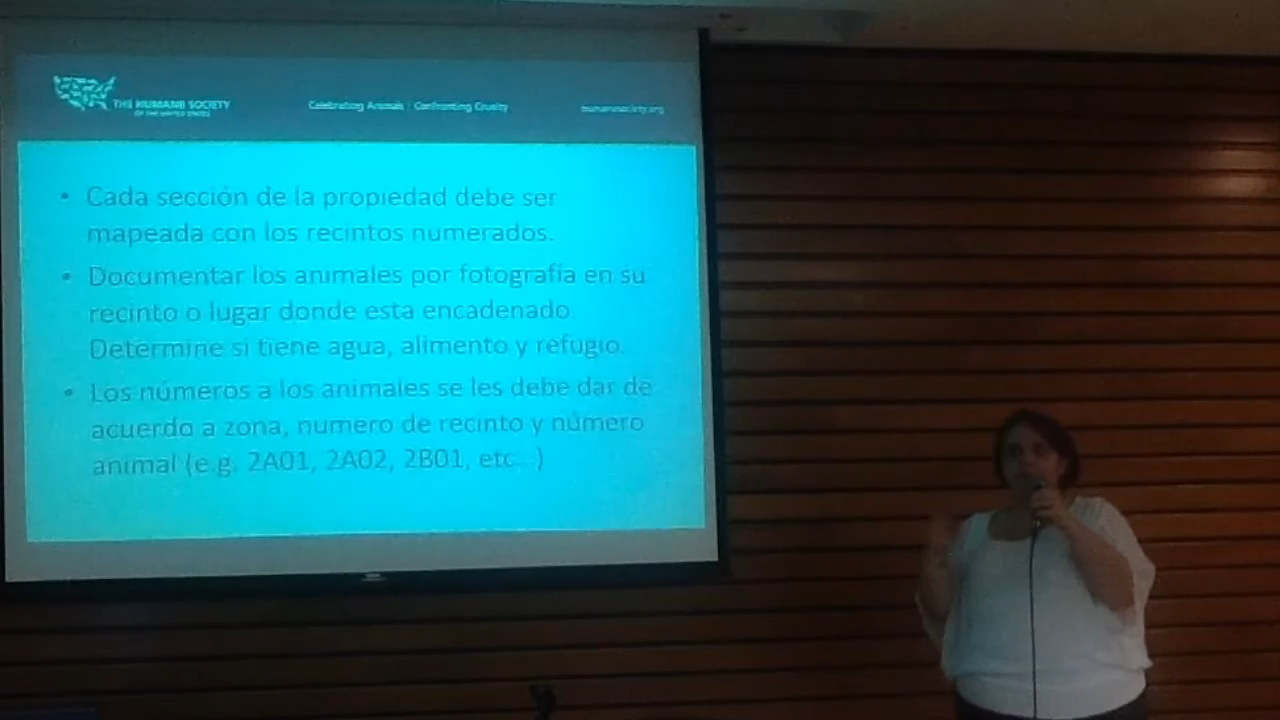 THE HUMANE SOCIETY
OF THE UNITED STATES
Celebrating Animals | Confronting Cruelty
humanesociety.org
• Cada sección de la propiedad debe ser
mapeada con los recintos numerados.
• Documentar los animales por fotografía en su
recinto o lugar donde esta encadenado.
Determine si tiene agua, alimento y refugio.
• Los números a los animales se les debe dar de
acuerdo a zona, numero de recinto y número
animal (e.g. 2A01, 2A02, 2B01, etc...)